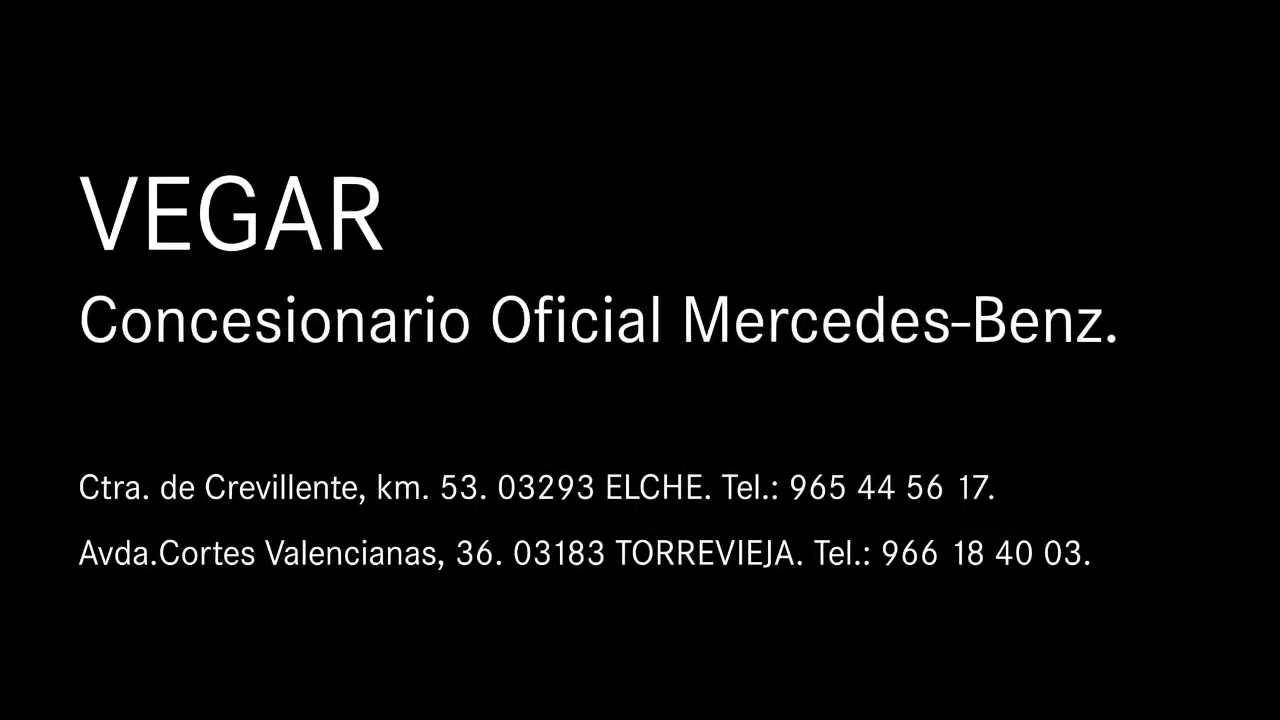 VEGAR
Concesionario Oficial Mercedes-Benz.
Ctra. de Crevillente, km. 53. 03293 ELCHE. Tel.: 965 44 56 17.
Avda.Cortes Valencianas, 36. 03183 TORREVIEJA. Tel.: 966 18 40 03.